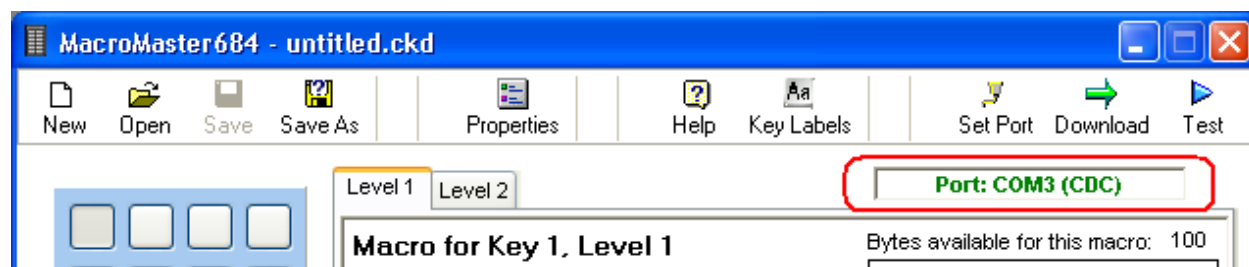 MacroMaster684 - untitled.ckd
New Open Save Save As Properties Help Key Labels Set Port Download Test
Level 1 Level 2 Port: COM3 (CDC)
Macro for Key 1, Level 1 Bytes available for this macro: 100